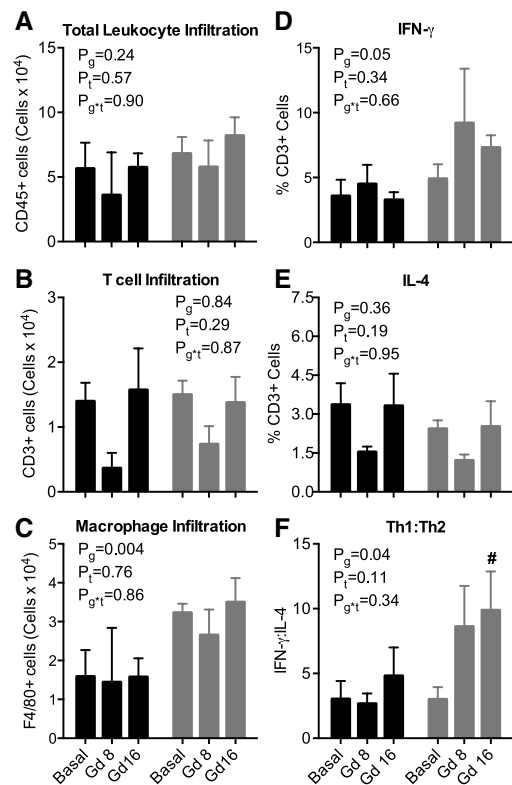 A
Total Leukocyte Infiltration
CD45+ cells (Cells x 10⁴)
15
10
5
0
Pg=0.24
Pt=0.57
Pg*t=0.90
D
IFN-γ
% CD3+ Cells
15
10
5
0
Pg=0.05
Pt=0.34
Pg*t=0.66
B
T cell Infiltration
CD3+ cells (Cells x 10⁴)
3
2
1
0
Pg=0.84
Pt=0.29
Pg*t=0.87
E
IL-4
% CD3+ Cells
7.5
6.0
4.5
3.0
1.5
0.0
Pg=0.36
Pt=0.19
Pg*t=0.95
C
Macrophage Infiltration
F4/80+ cells (Cells x 10⁴)
5
4
3
2
1
0
Pg=0.004
Pt=0.76
Pg*t=0.86
Basal
Gd 8
Gd16
Basal
Gd 8
Gd 16
F
Th1:Th2
IFN-γ:IL-4
15
10
5
0
Pg=0.04
Pt=0.11
Pg*t=0.34
#
Basal
Gd 8
Gd 16
Basal
Gd 8
Gd 16